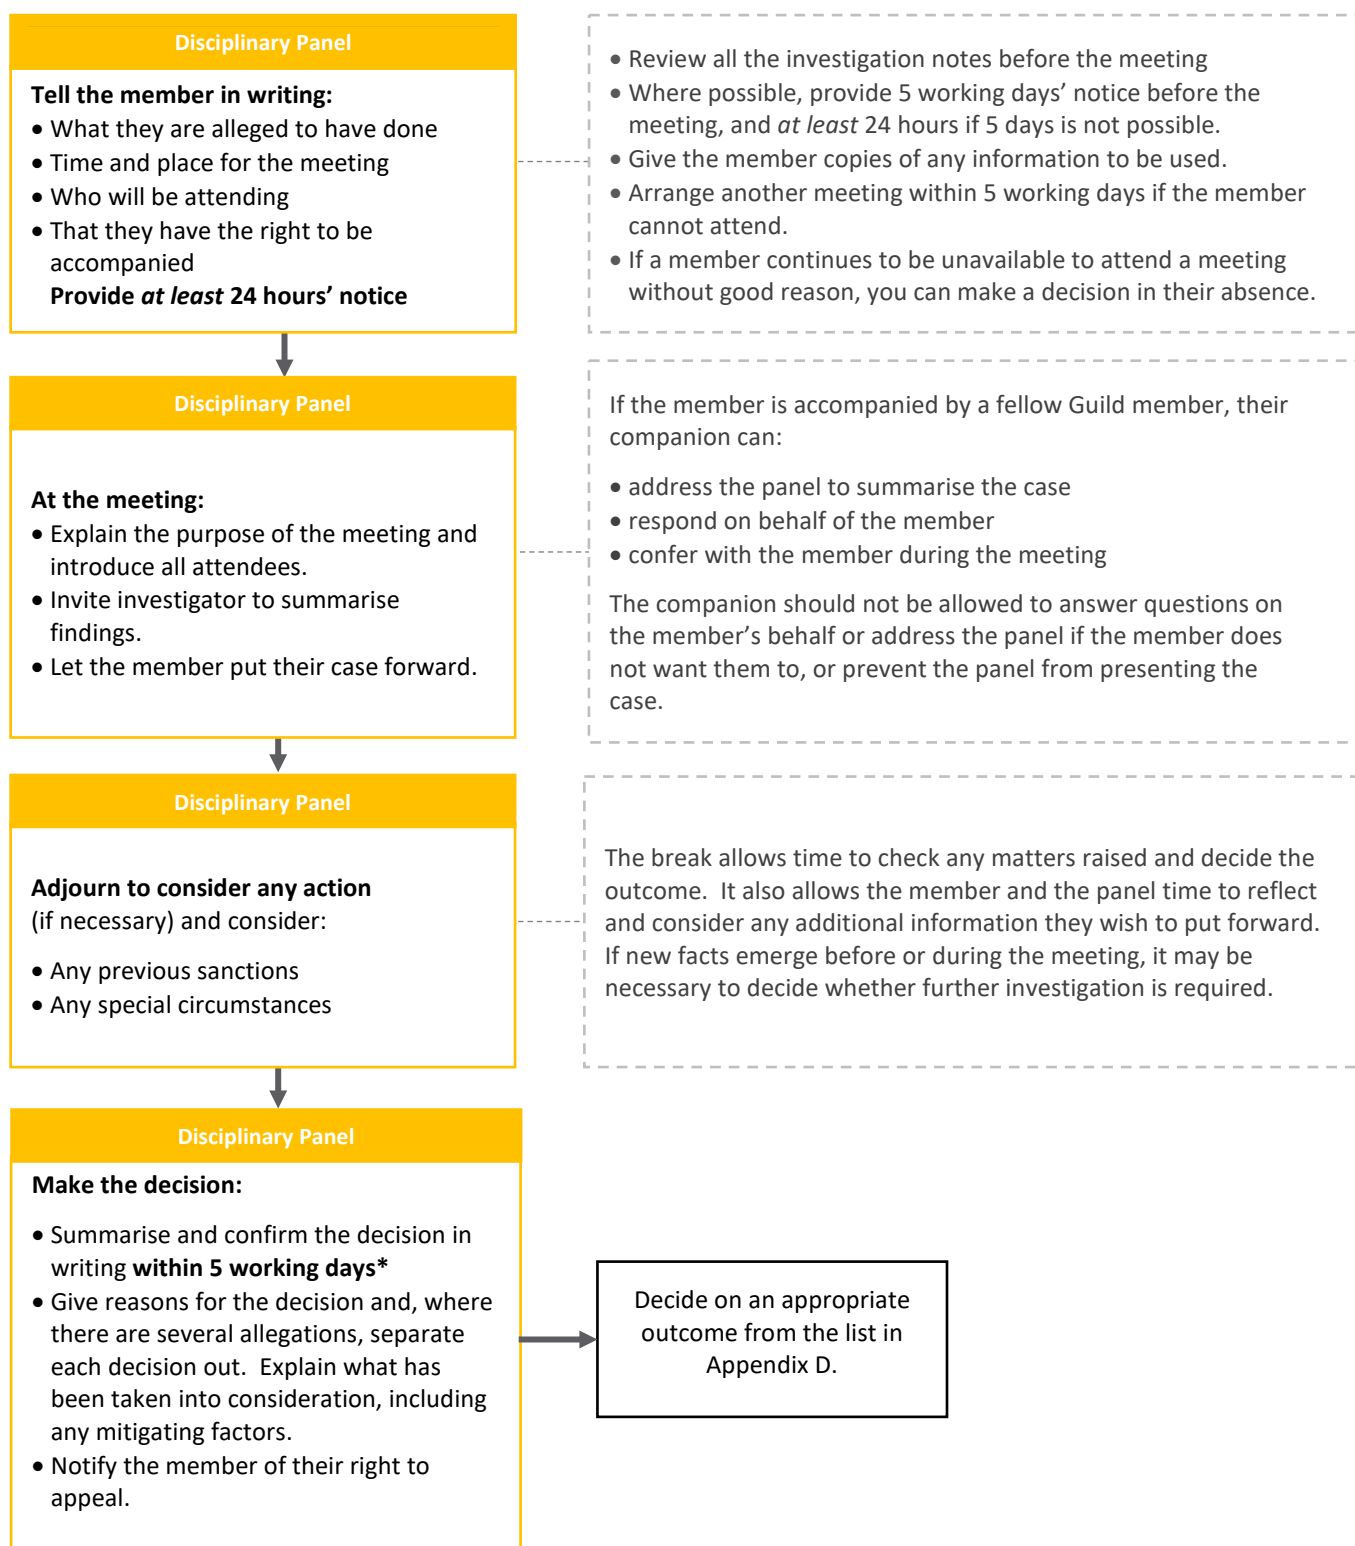 Disciplinary Panel
Tell the member in writing:
• What they are alleged to have done
• Time and place for the meeting
• Who will be attending
• That they have the right to be
accompanied
Provide at least 24 hours’ notice
• Review all the investigation notes before the meeting
• Where possible, provide 5 working days’ notice before the
meeting, and at least 24 hours if 5 days is not possible.
• Give the member copies of any information to be used.
• Arrange another meeting within 5 working days if the member
cannot attend.
• If a member continues to be unavailable to attend a meeting
without good reason, you can make a decision in their absence.
Disciplinary Panel
At the meeting:
• Explain the purpose of the meeting and
introduce all attendees.
• Invite investigator to summarise
findings.
• Let the member put their case forward.
If the member is accompanied by a fellow Guild member, their
companion can:
• address the panel to summarise the case
• respond on behalf of the member
• confer with the member during the meeting
The companion should not be allowed to answer questions on
the member’s behalf or address the panel if the member does
not want them to, or prevent the panel from presenting the
case.
Disciplinary Panel
Adjourn to consider any action
(if necessary) and consider:
• Any previous sanctions
• Any special circumstances
The break allows time to check any matters raised and decide the
outcome.  It also allows the member and the panel time to reflect
and consider any additional information they wish to put forward.
If new facts emerge before or during the meeting, it may be
necessary to decide whether further investigation is required.
Disciplinary Panel
Make the decision:
• Summarise and confirm the decision in
writing within 5 working days*
• Give reasons for the decision and, where
there are several allegations, separate
each decision out.  Explain what has
been taken into consideration, including
any mitigating factors.
• Notify the member of their right to
appeal.
Decide on an appropriate
outcome from the list in
Appendix D.